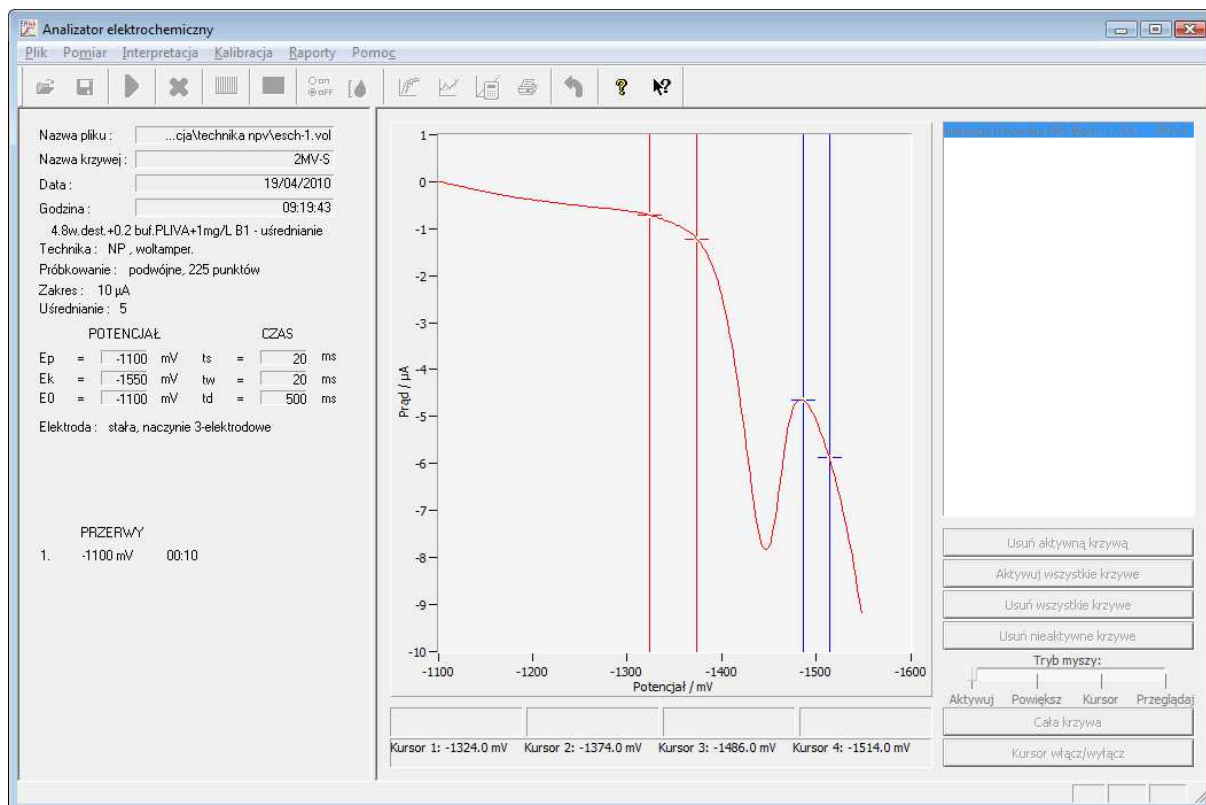 Analizator elektrochemiczny
Plik Pomiar Interpretacja Kalibracja Raporty Pomoc
On
OFF
Nazwa pliku : ...cja\technika npv\esch-1.vol
Nazwa krzywej : 2MV-S
Data : 19/04/2010
Godzina : 09:19:43
4.8w.dest.+0.2 buf.PLIVA+1mg/L B1 - uśrednianie
Technika : NP , woltamper.
Próbkowanie : podwójne, 225 punktów
Zakres : 10 µA
Uśrednianie : 5
POTENCJAŁ CZAS
Ep = -1100 mV ts = 20 ms
Ek = -1550 mV tw = 20 ms
E0 = -1100 mV td = 500 ms
Elektroda : stała, naczynie 3-elektrodowe
PRZERWY
1. -1100 mV 00:10
1
0
-1
-2
-3
-4
-5
-6
-7
-8
-9
-10
Prąd / µA
-1100 -1200 -1300 -1400 -1500 -1600
Potencjał / mV
Kursor 1: -1324.0 mV Kursor 2: -1374.0 mV Kursor 3: -1486.0 mV Kursor 4: -1514.0 mV
Usuń aktywną krzywą
Aktywuj wszystkie krzywe
Usuń wszystkie krzywe
Usuń nieaktywne krzywe
Tryb myszy:
Aktywuj Powiększ Kursor Przeglądaj
Cała krzywa
Kursor włącz/wyłącz